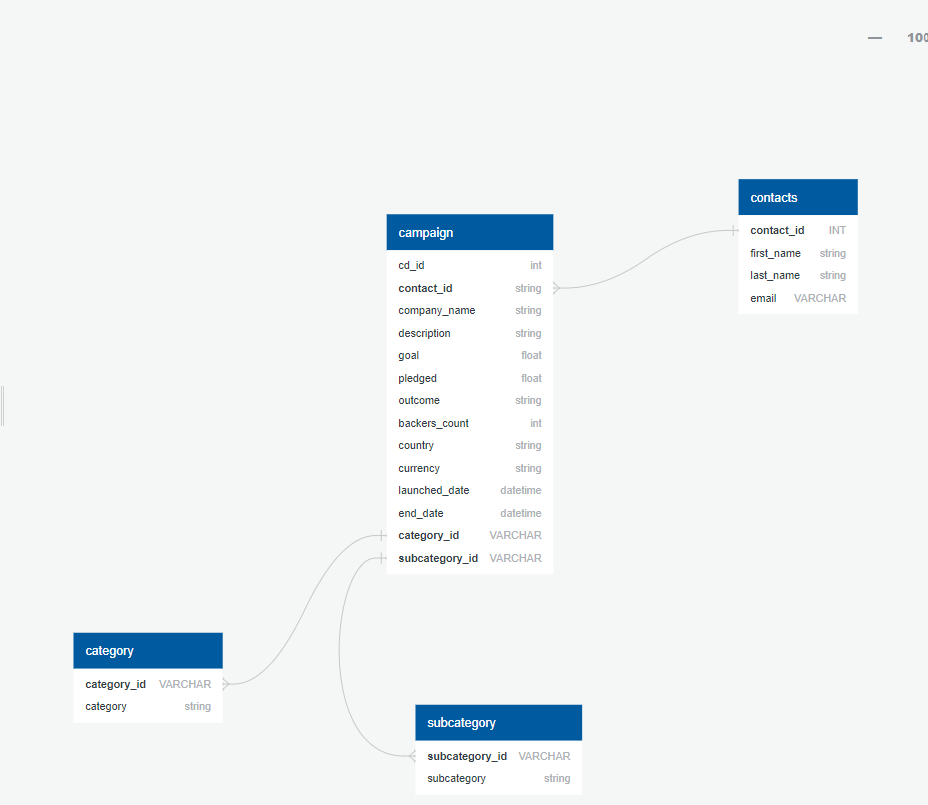 100
contacts
contact_id INT
first_name string
last_name string
email VARCHAR
campaign
cd_id int
contact_id string
company_name string
description string
goal float
pledged float
outcome string
backers_count int
country string
currency string
launched_date datetime
end_date datetime
category_id VARCHAR
subcategory_id VARCHAR
category
category_id VARCHAR
category string
subcategory
subcategory_id VARCHAR
subcategory string